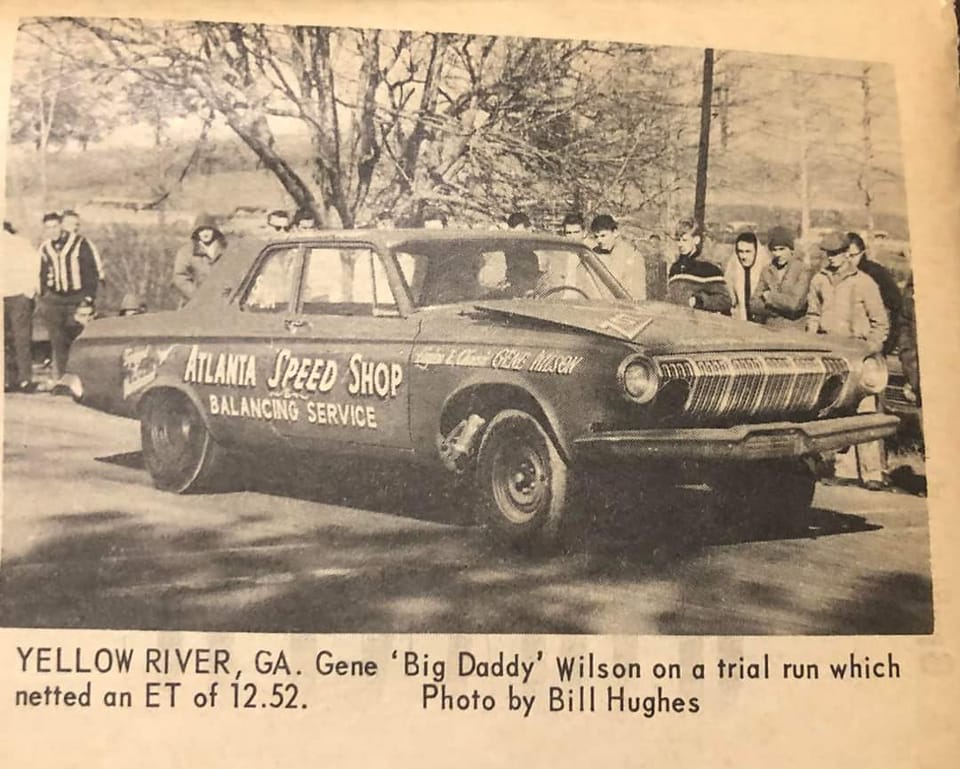 ATLANTA SPEED SHOP
BALANCING SERVICE
GENE WILSON
YELLOW RIVER, GA. Gene 'Big Daddy' Wilson on a trial run which
netted an ET of 12.52. Photo by Bill Hughes